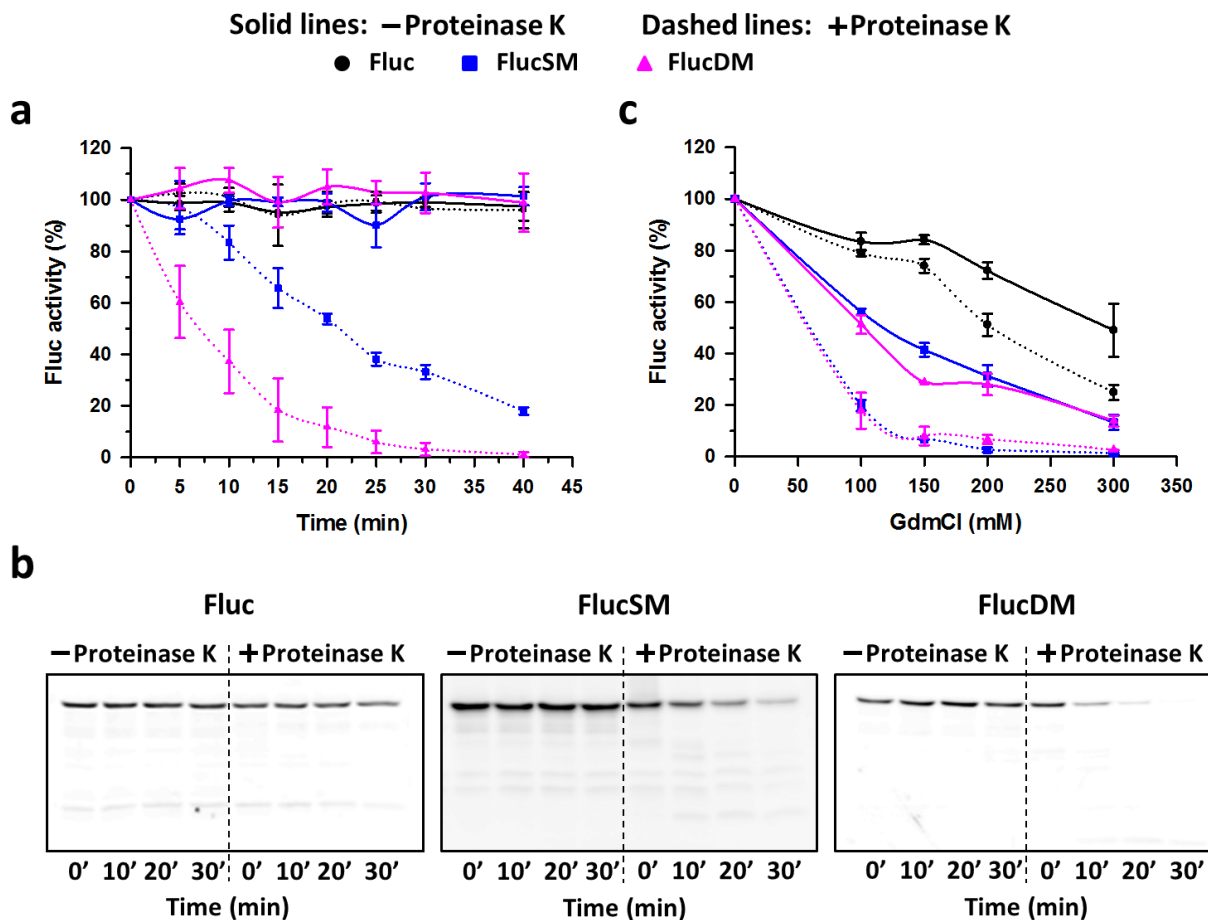 Solid lines: −Proteinase K Dashed lines: +Proteinase K
Fluc FlucSM FlucDM
a
120
100
80
60
40
20
0
Fluc activity (%)
0 5 10 15 20 25 30 35 40 45
Time (min)
c
120
100
80
60
40
20
0
Fluc activity (%)
0 50 100 150 200 250 300 350
GdmCl (mM)
b
Fluc FlucSM FlucDM
−Proteinase K +Proteinase K −Proteinase K +Proteinase K −Proteinase K +Proteinase K
0’ 10’ 20’ 30’ 0’ 10’ 20’ 30’ 0’ 10’ 20’ 30’ 0’ 10’ 20’ 30’ 0’ 10’ 20’ 30’ 0’ 10’ 20’ 30’
Time (min) Time (min) Time (min)